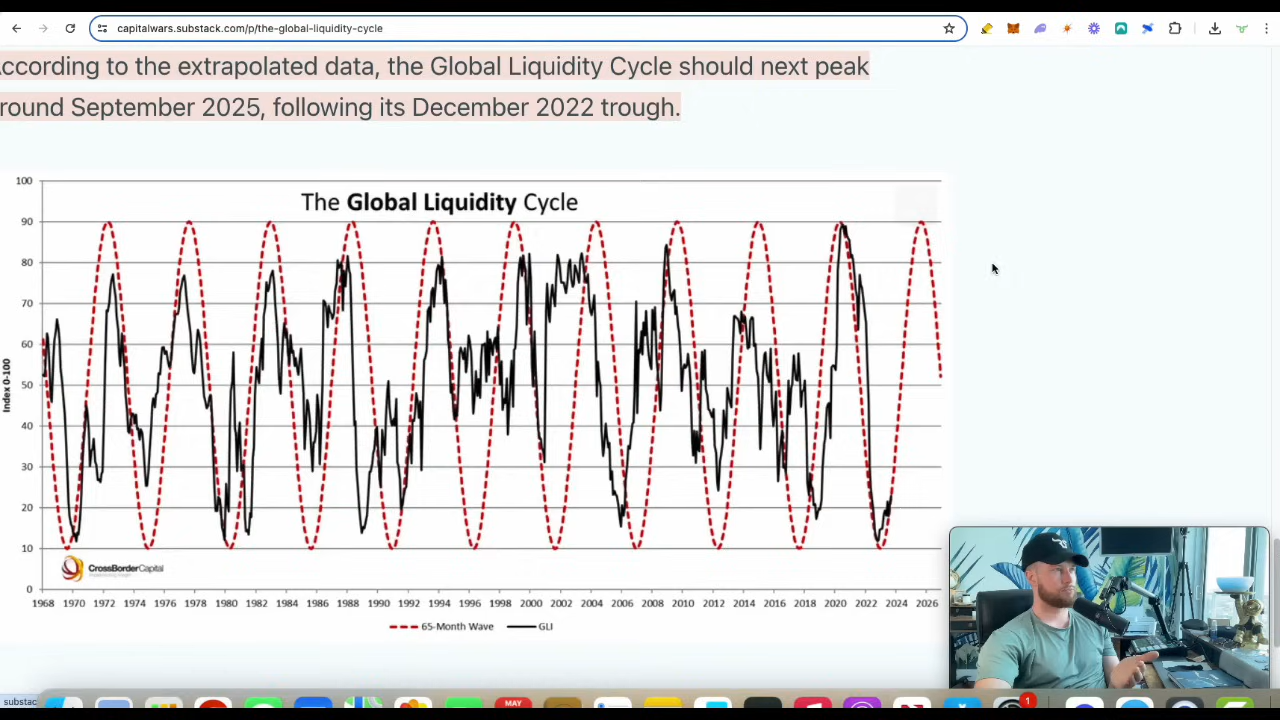 capitalwars.substack.com/p/the-global-liquidity-cycle
ccording to the extrapolated data, the Global Liquidity Cycle should next peak
round September 2025, following its December 2022 trough.
The Global Liquidity Cycle
100
90
80
70
60
50
40
30
20
10
0
Index 0-100
CrossBorderCapital
1968 1970 1972 1974 1976 1978 1980 1982 1984 1986 1988 1990 1992 1994 1996 1998 2000 2002 2004 2006 2008 2010 2012 2014 2016 2018 2020 2022 2024 2026
65-Month Wave GLI
substac
MAY
1